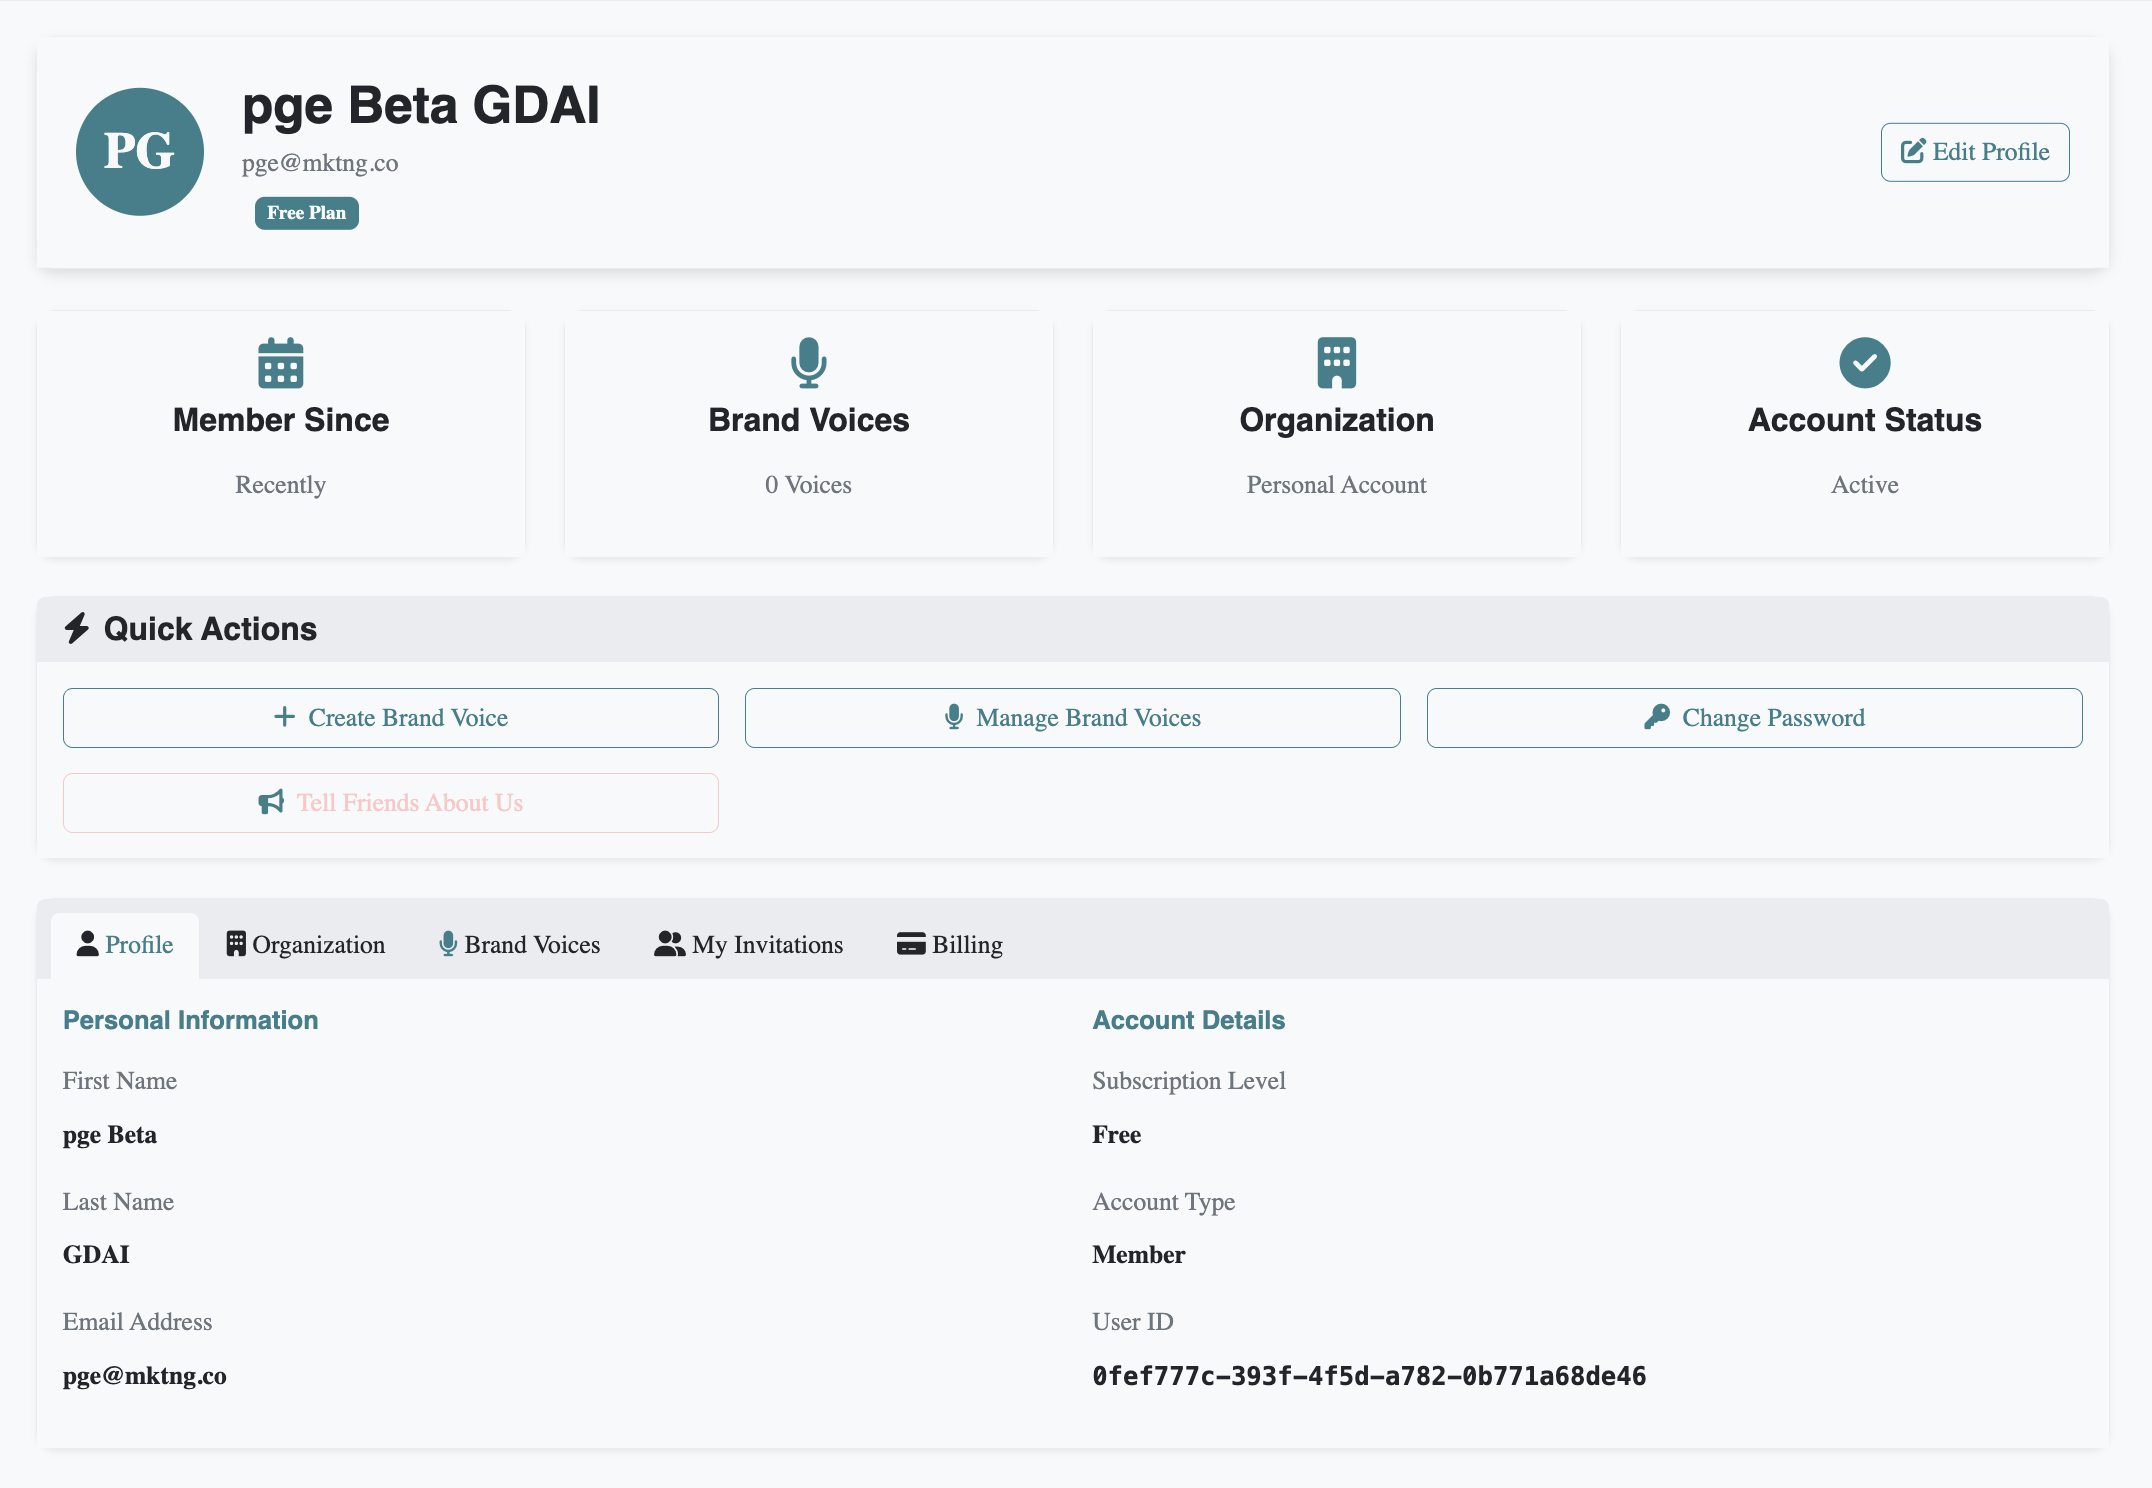 PG
pge Beta GDAI
pge@mktng.co
Free Plan
Edit Profile
Member Since
Recently
Brand Voices
0 Voices
Organization
Personal Account
Account Status
Active
Quick Actions
Create Brand Voice
Manage Brand Voices
Change Password
Tell Friends About Us
Profile
Organization
Brand Voices
My Invitations
Billing
Personal Information
First Name
pge Beta
Last Name
GDAI
Email Address
pge@mktng.co
Account Details
Subscription Level
Free
Account Type
Member
User ID
0fef777c-393f-4f5d-a782-0b771a68de46